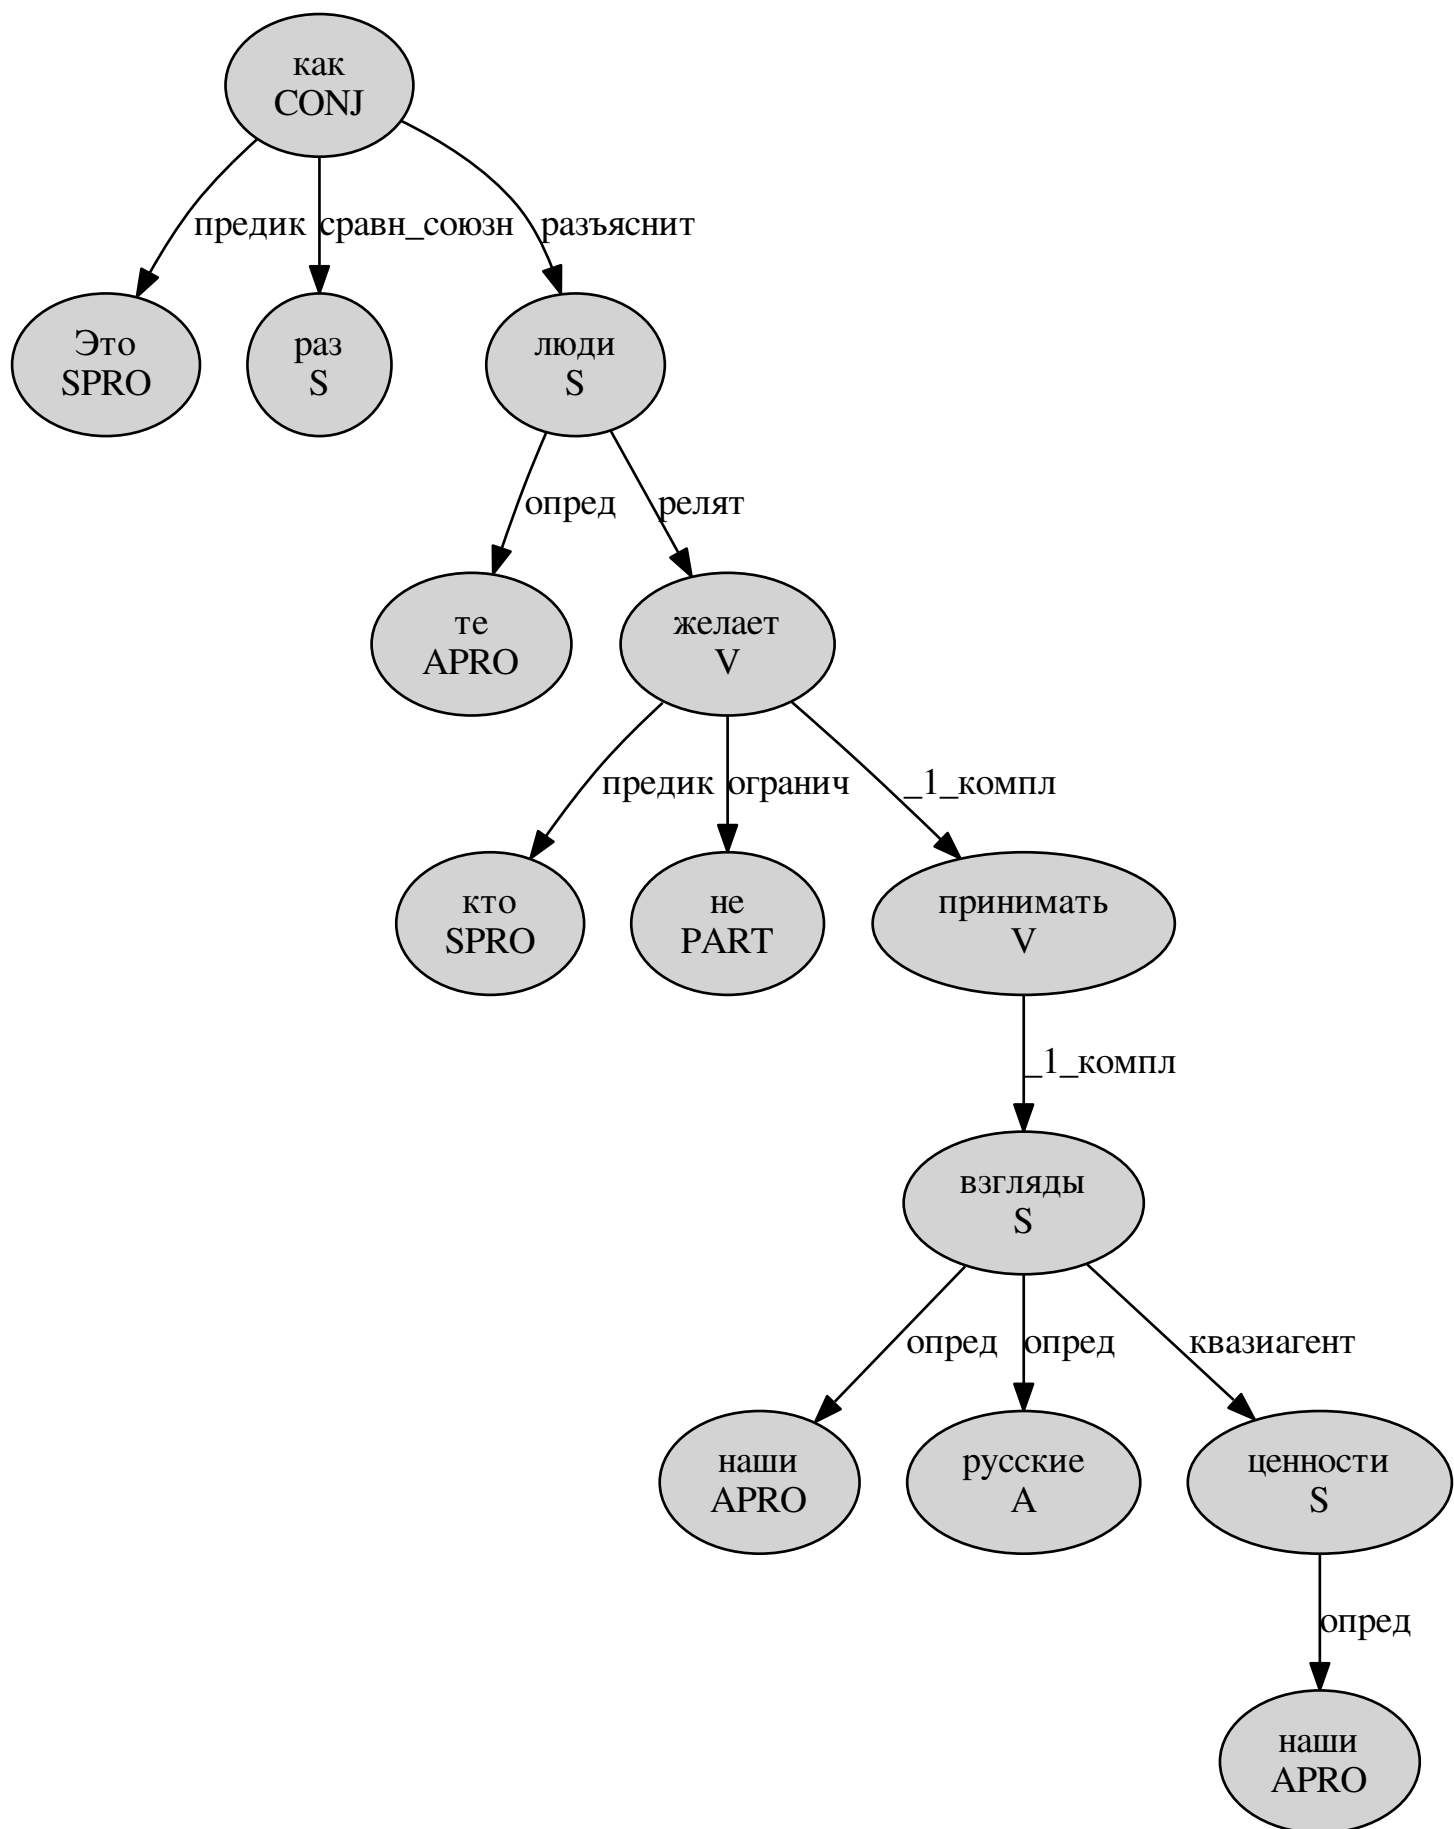 как
CONJ
предик
сравн_союзн
разъяснит
Это
SPRO
раз
S
люди
S
опред
релят
те
APRO
желает
V
предик
огранич
_1_компл
кто
SPRO
не
PART
принимать
V
_1_компл
взгляды
S
опред
опред
квазиагент
наши
APRO
русские
A
ценности
S
опред
наши
APRO